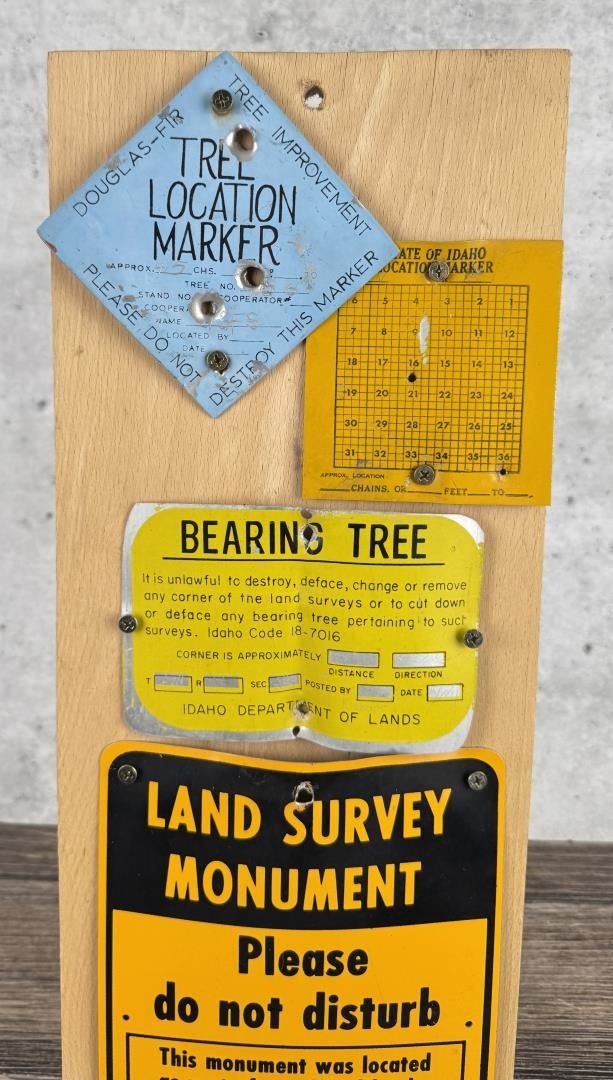 DOUGLAS-FIR
TREE IMPROVEMENT
TREE
LOCATION
MARKER
APPROX. CHS.
TREE NO.
STAND NO. COOPERATOR#
NAME
LOCATED BY
DATE
PLEASE DO NOT
DESTROY THIS MARKER
OF IDAHO
6 5 4 3 2 1
7 8 9 10 11 12
18 17 16 15 14 13
19 20 21 22 23 24
30 29 28 27 26 25
31 32 33 34 35 36
APPROX. LOCATION
CHAINS. OR FEET TO
BEARING TREE
It is unlawful to destroy, deface, change or remove
any corner of the land surveys or to cut down
or deface any bearing tree pertaining to such
surveys. Idaho Code 18-7016
CORNER IS APPROXIMATELY
DISTANCE DIRECTION
T R SEC POSTED BY DATE
IDAHO DEPARTMENT OF LANDS
LAND SURVEY
MONUMENT
Please
do not disturb
This monument was located